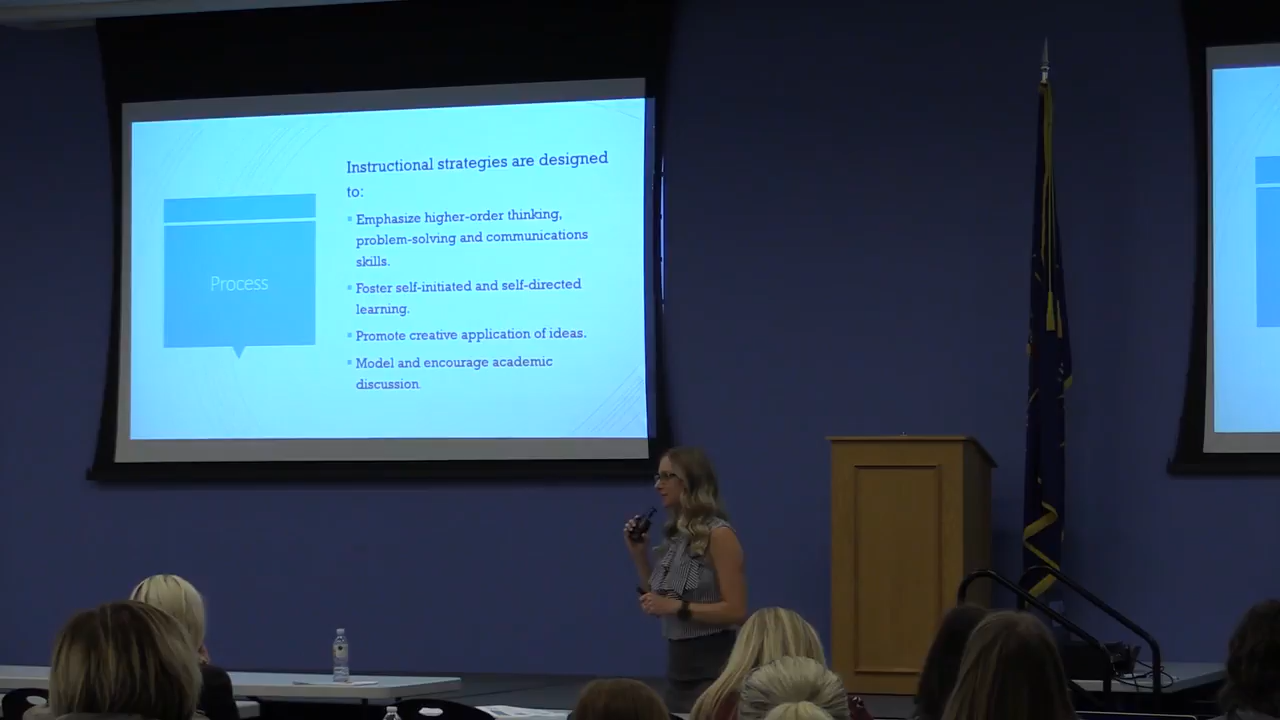 Process
Instructional strategies are designed
to:
Emphasize higher-order thinking,
problem-solving and communications
skills.
Foster self-initiated and self-directed
learning.
Promote creative application of ideas.
Model and encourage academic
discussion.